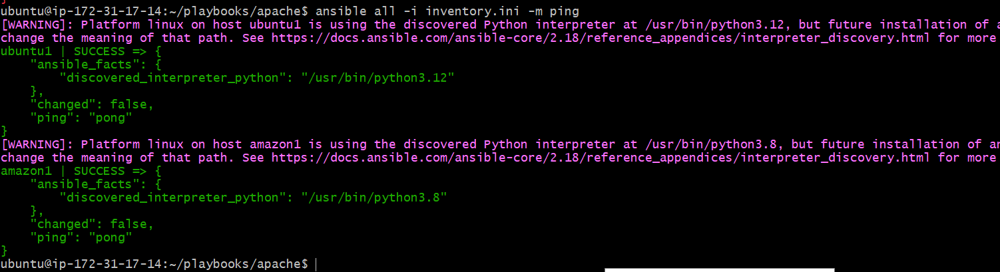 }
ubuntu@ip-172-31-17-14:~/playbooks/apache$ ansible all -i inventory.ini -m ping
[WARNING]: Platform linux on host ubuntu1 is using the discovered Python interpreter at /usr/bin/python3.12, but future installation of
change the meaning of that path. See https://docs.ansible.com/ansible-core/2.18/reference_appendices/interpreter_discovery.html for more
ubuntu1 | SUCCESS => {
    "ansible_facts": {
        "discovered_interpreter_python": "/usr/bin/python3.12"
    },
    "changed": false,
    "ping": "pong"
}
[WARNING]: Platform linux on host amazon1 is using the discovered Python interpreter at /usr/bin/python3.8, but future installation of
change the meaning of that path. See https://docs.ansible.com/ansible-core/2.18/reference_appendices/interpreter_discovery.html for more
amazon1 | SUCCESS => {
    "ansible_facts": {
        "discovered_interpreter_python": "/usr/bin/python3.8"
    },
    "changed": false,
    "ping": "pong"
}
ubuntu@ip-172-31-17-14:~/playbooks/apache$